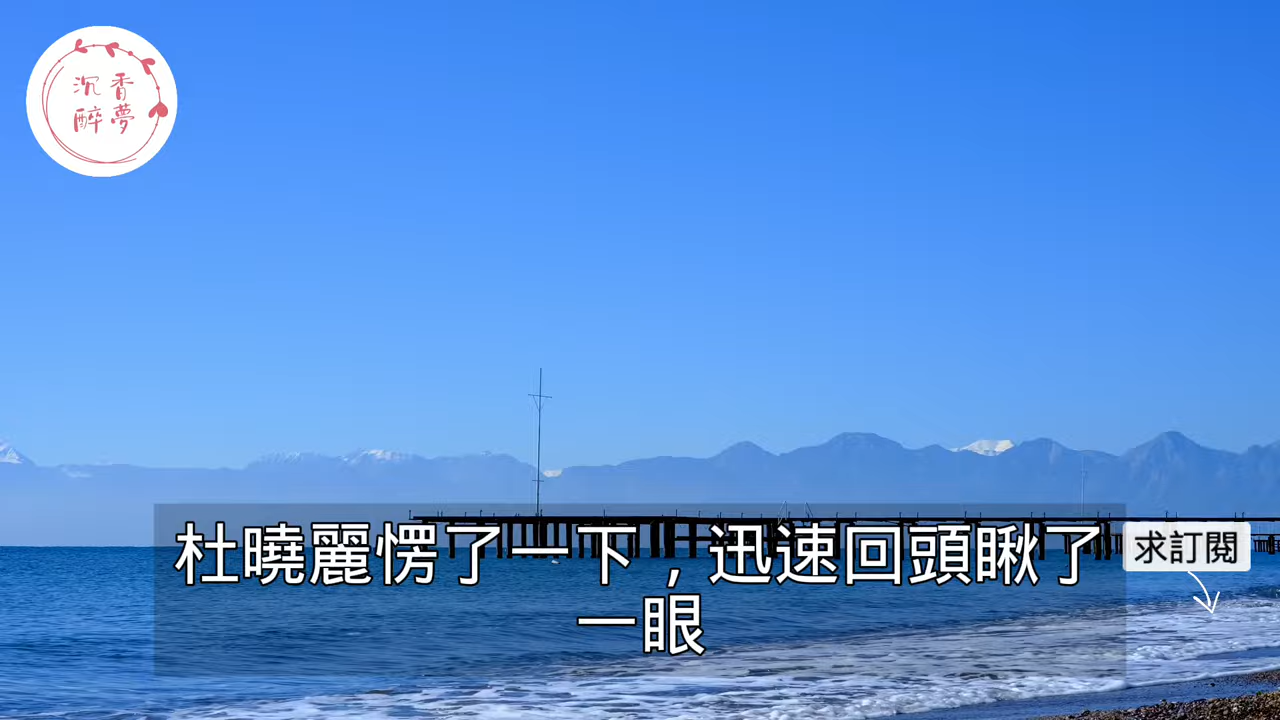 沉香
醉夢
杜曉麗愣了一下，迅速回頭瞅了
一眼
求訂閱